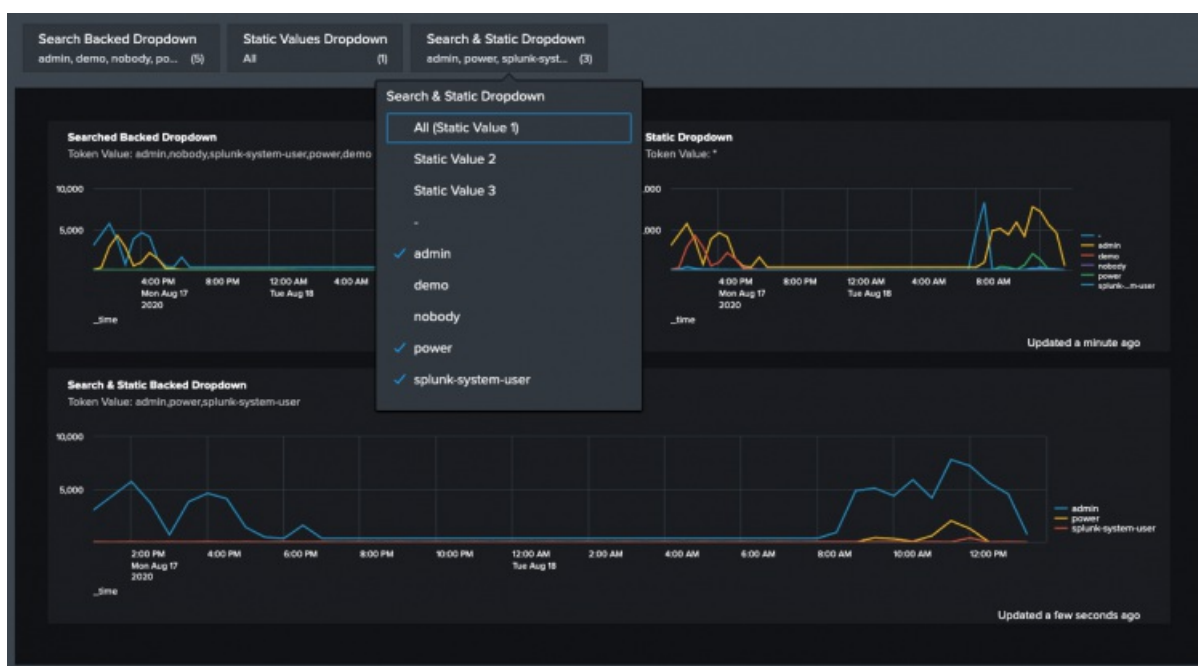 Search Backed Dropdown
admin, demo, nobody, po... (5)
Static Values Dropdown
All (1)
Search & Static Dropdown
admin, power, splunk-syst... (3)
Search & Static Dropdown
All (Static Value 1)
Static Value 2
Static Value 3
-
admin
demo
nobody
power
splunk-system-user
Searched Backed Dropdown
Token Value: admin,nobody,splunk-system-user,power,demo
10,000
5,000
4:00 PM 8:00 PM 12:00 AM 4:00 AM
Mon Aug 17 Tue Aug 18
2020
_time
Static Dropdown
Token Value: *
,000
,000
4:00 PM 8:00 PM 12:00 AM 4:00 AM 8:00 AM
Mon Aug 17 Tue Aug 18
2020
_time
-
admin
demo
nobody
power
splunk-...m-user
Updated a minute ago
Search & Static Backed Dropdown
Token Value: admin,power,splunk-system-user
10,000
5,000
2:00 PM 4:00 PM 6:00 PM 8:00 PM 10:00 PM 12:00 AM 2:00 AM 4:00 AM 6:00 AM 8:00 AM 10:00 AM 12:00 PM
Mon Aug 17 Tue Aug 18
2020
_time
admin
power
splunk-system-user
Updated a few seconds ago